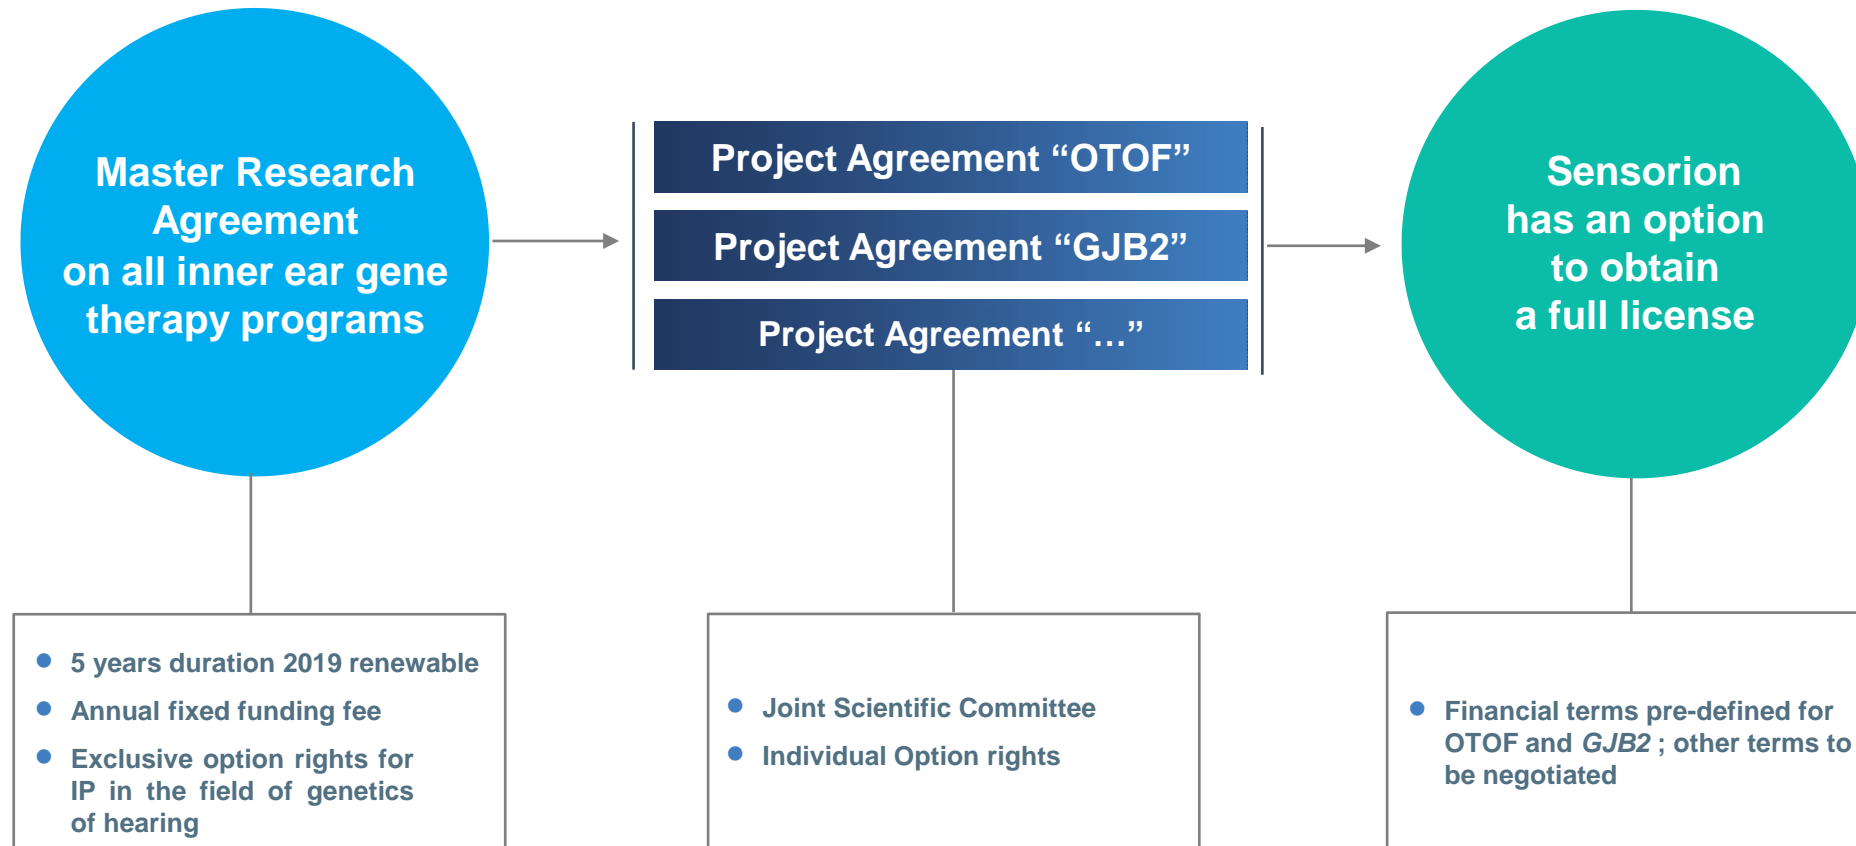 Master Research
Agreement
on all inner ear gene
therapy programs
Project Agreement “OTOF”
Project Agreement “GJB2”
Project Agreement “…”
Sensorion
has an option
to obtain
a full license
5 years duration 2019 renewable
Annual fixed funding fee
Exclusive option rights for
IP in the field of genetics
of hearing
Joint Scientific Committee
Individual Option rights
Financial terms pre-defined for
OTOF and GJB2 ; other terms to
be negotiated